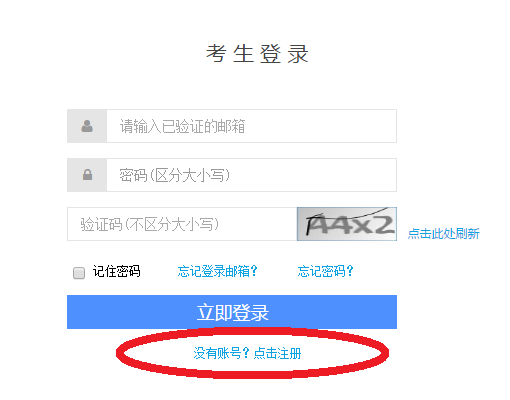 考生登录
请输入已验证的邮箱
密码(区分大小写)
验证码(不区分大小写)
A4x2
点击此处刷新
记住密码 忘记登录邮箱? 忘记密码?
立即登录
没有账号? 点击注册